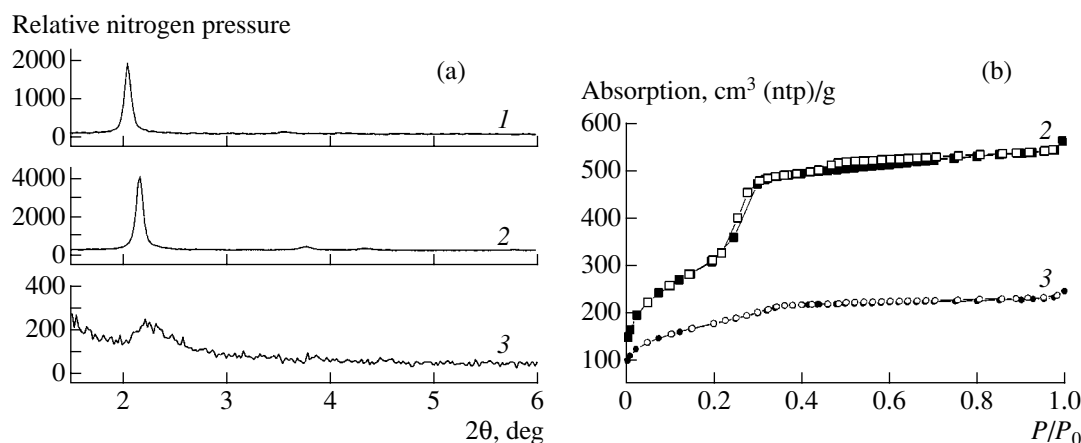 Relative nitrogen pressure
(a)
2000
1000
0
1
4000
2000
0
2
400
200
0
3
2 3 4 5 6
2θ, deg
(b)
Absorption, cm³ (ntp)/g
600
500
400
300
200
100
2
3
0 0.2 0.4 0.6 0.8 1.0
P/P₀